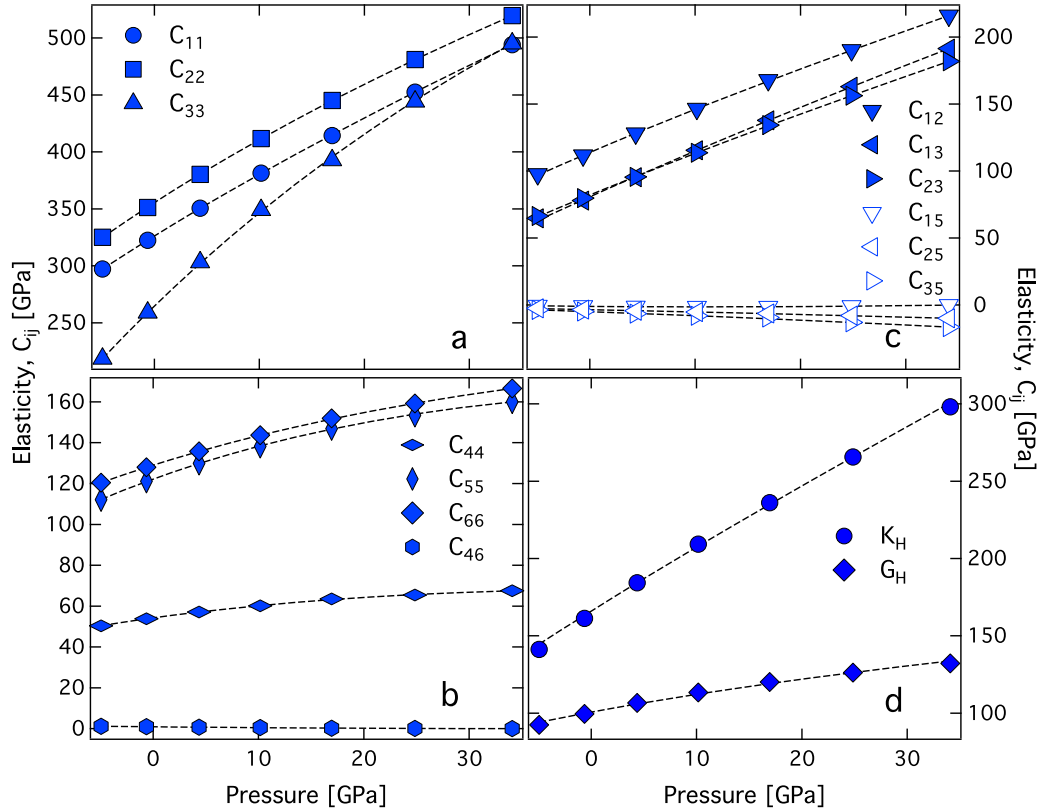 500
450
400
350
300
250
C11
C22
C33
a
200
150
100
50
0
C12
C13
C23
C15
C25
C35
c
Elasticity, Cij [GPa]
Elasticity, Cij [GPa]
160
140
120
100
80
60
40
20
0
C44
C55
C66
C46
b
300
250
200
150
100
KH
GH
d
0 10 20 30
0 10 20 30
Pressure [GPa]
Pressure [GPa]